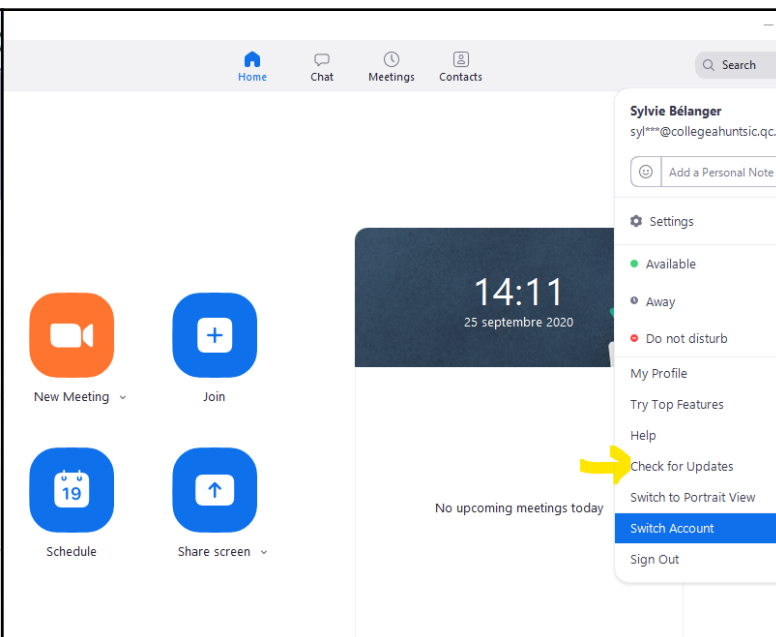 Home
Chat
Meetings
Contacts
Search
Sylvie Bélanger
syl***@collegeahuntsic.qc.
Add a Personal Note
Settings
Available
Away
Do not disturb
My Profile
Try Top Features
Help
Check for Updates
Switch to Portrait View
Switch Account
Sign Out
14:11
25 septembre 2020
New Meeting
Join
19
Schedule
Share screen
No upcoming meetings today